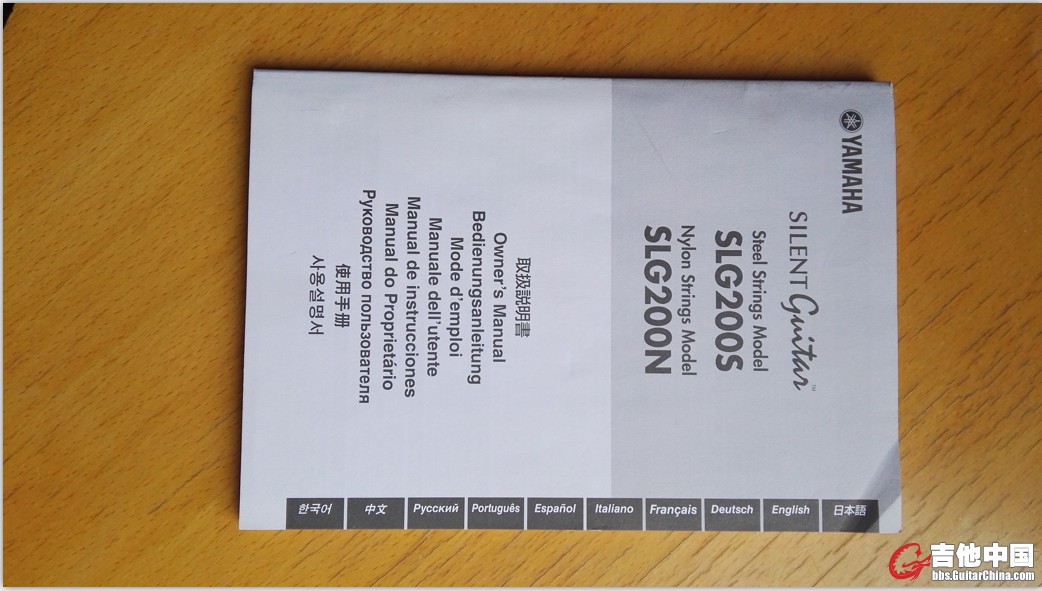 YAMAHA
SILENT Guitar™
Steel Strings Model
SLG200S
Nylon Strings Model
SLG200N
取扱説明書
Owner's Manual
Bedienungsanleitung
Mode d'emploi
Manuale dell'utente
Manual de instrucciones
Manual do Proprietário
Руководство пользователя
使用手册
사용설명서
日本語
English
Deutsch
Français
Italiano
Español
Português
Русский
中文
한국어
吉他中国
bbs.GuitarChina.com